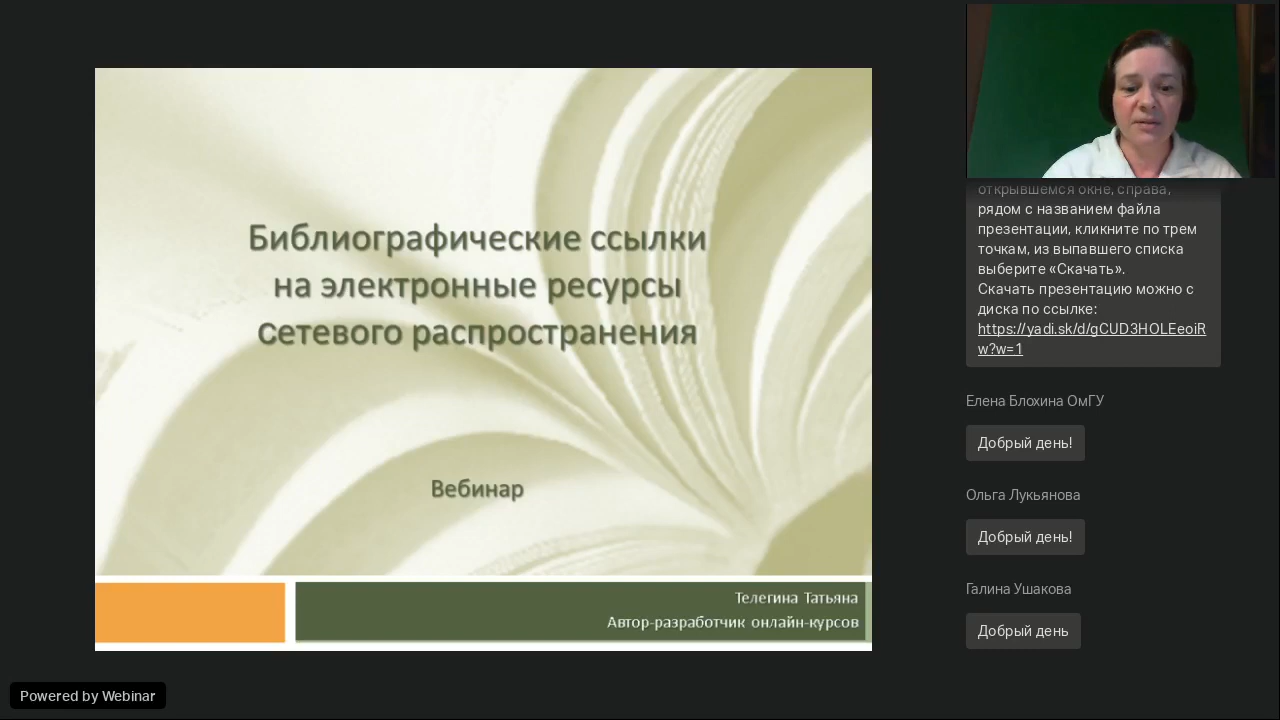 Библиографические ссылки
на электронные ресурсы
Сетевого распространения
Вебинар
Телегина Татьяна
Автор-разработчик онлайн-курсов
открывшемся окне, справа,
рядом с названием файла
презентации, кликните по трем
точкам, из выпавшего списка
выберите «Скачать».
Скачать презентацию можно с
диска по ссылке:
https://yadi.sk/d/gCUD3HOLEeoiR
w?w=1
Елена Блохина ОмГУ
Добрый день!
Ольга Лукьянова
Добрый день!
Галина Ушакова
Добрый день
Powered by Webinar